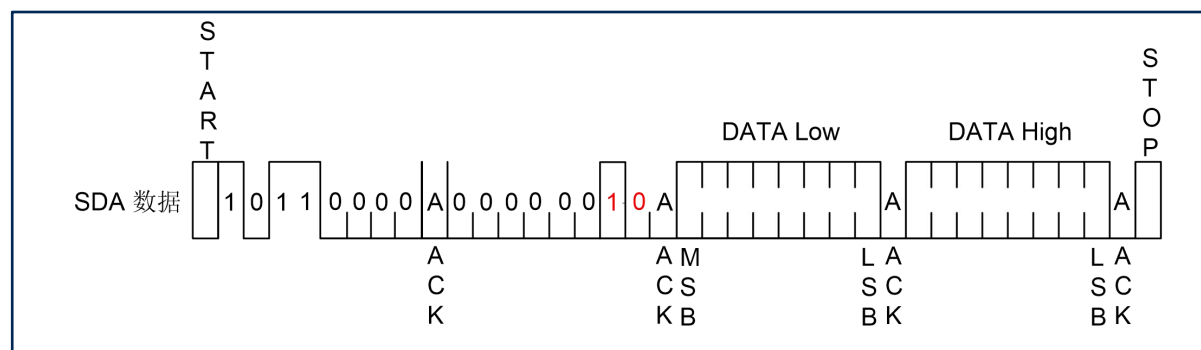 START
STOP
DATA Low
DATA High
SDA 数据
1 0 1 1 0 0 0 0 A 0 0 0 0 0 0 1 0 A
A
A
ACK
ACK
MSB
LSB
ACK
LSB
ACK